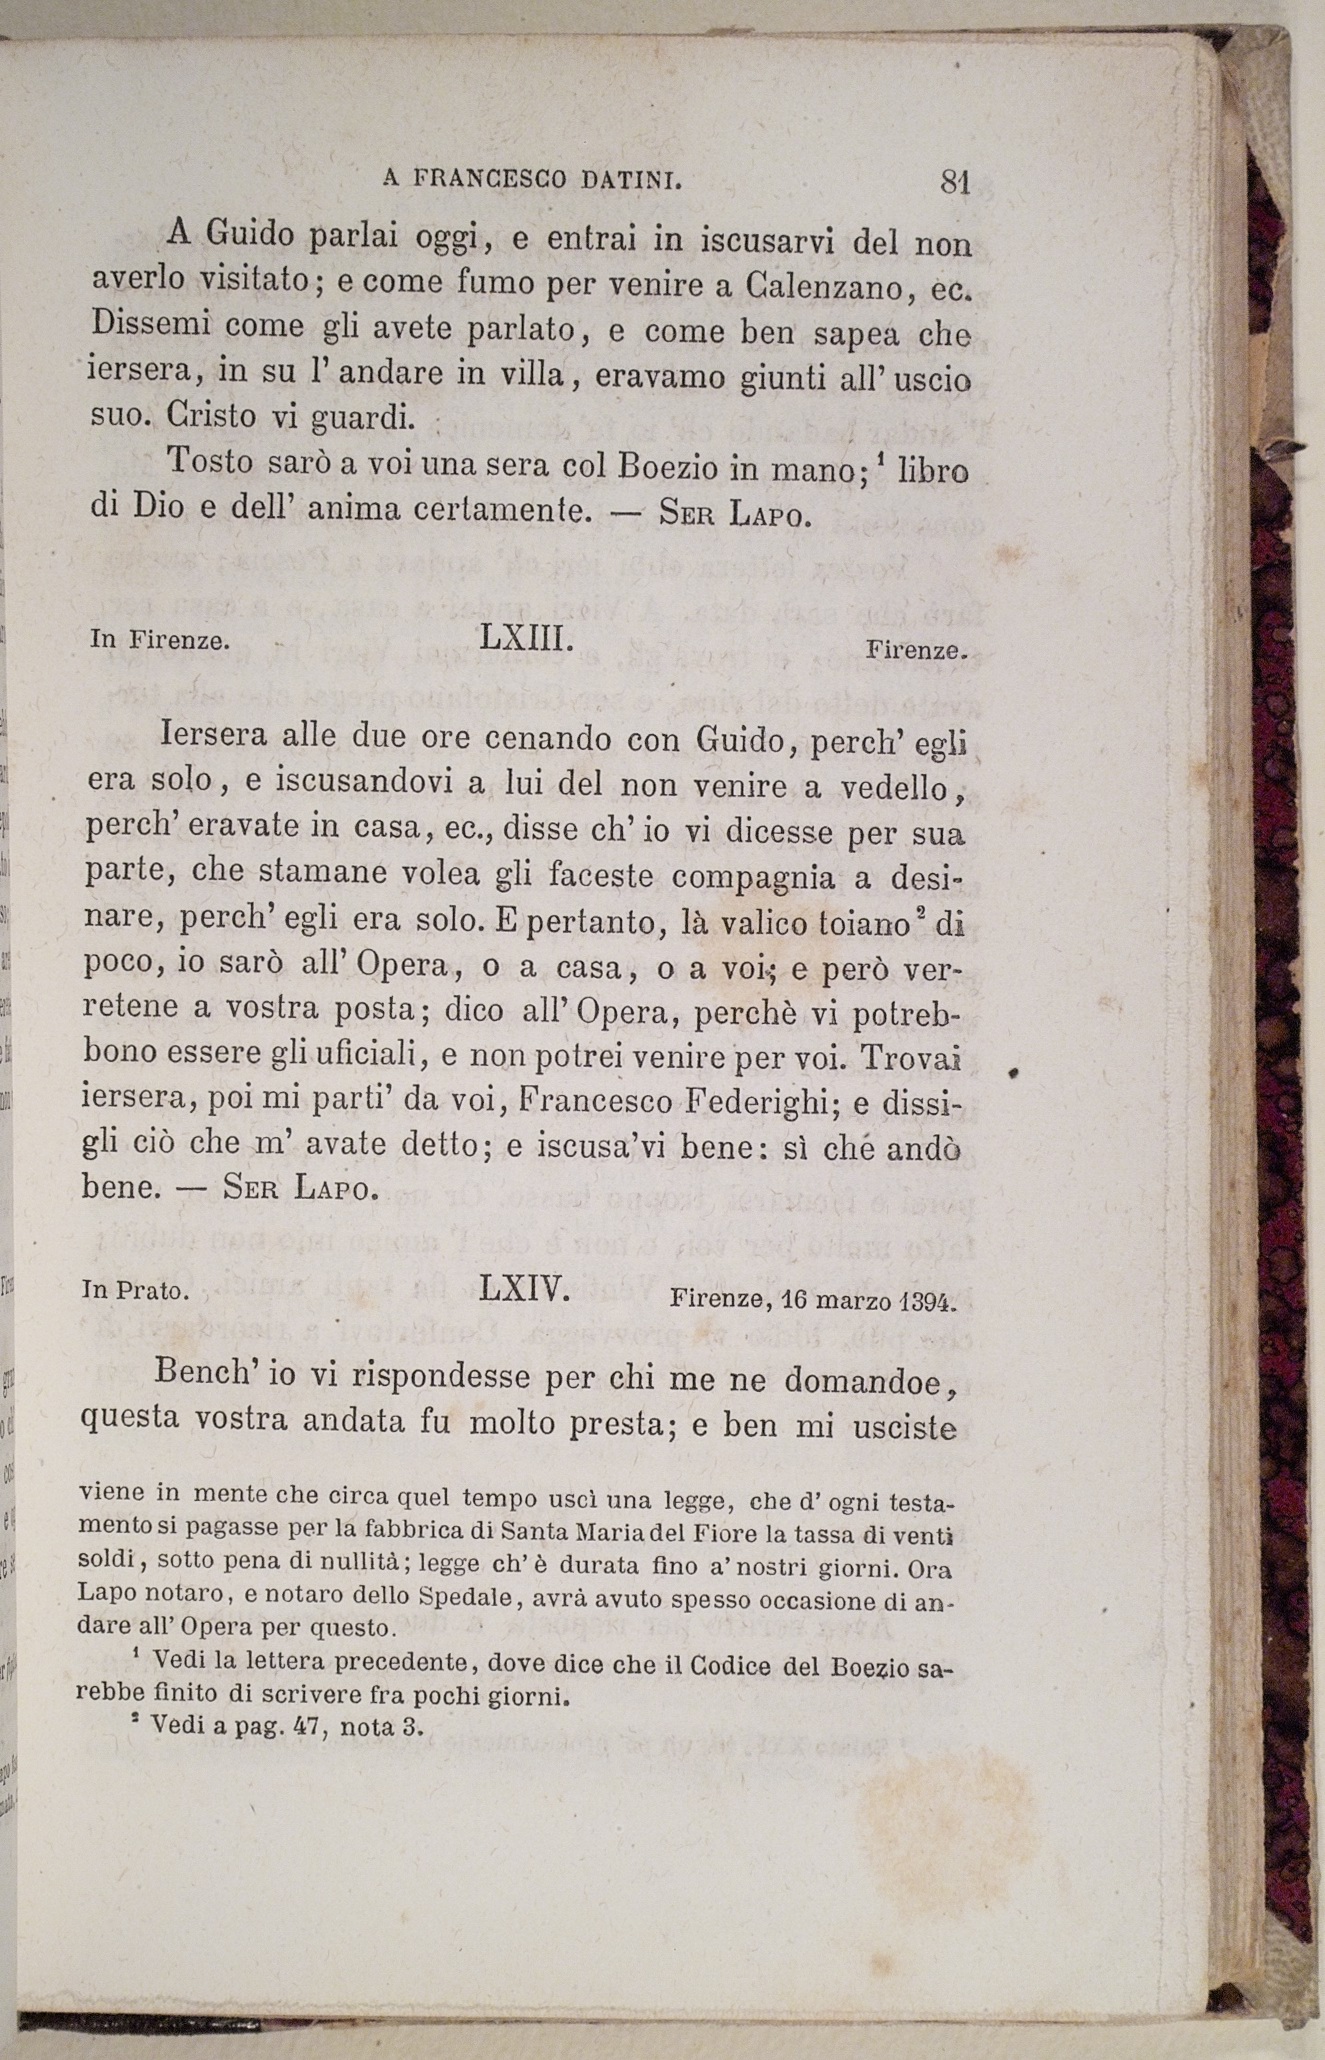 A FRANCESCO DATINI. 81
A Guido parlai oggi, e entrai in iscusarvi del non
averlo visitato; e come fumo per venire a Calenzano, ec.
Dissemi come gli avete parlato, e come ben sapea che
iersera, in su l' andare in villa, eravamo giunti all' uscio
suo. Cristo vi guardi.
Tosto sarò a voi una sera col Boezio in mano;¹ libro
di Dio e dell' anima certamente. — SER LAPO.
In Firenze. LXIII. Firenze.
Iersera alle due ore cenando con Guido, perch' egli
era solo, e iscusandovi a lui del non venire a vedello,
perch' eravate in casa, ec., disse ch' io vi dicesse per sua
parte, che stamane volea gli faceste compagnia a desi-
nare, perch' egli era solo. E pertanto, là valico toiano² di
poco, io sarò all' Opera, o a casa, o a voi; e però ver-
retene a vostra posta; dico all' Opera, perchè vi potreb-
bono essere gli uficiali, e non potrei venire per voi. Trovai
iersera, poi mi parti' da voi, Francesco Federighi; e dissi-
gli ciò che m' avate detto; e iscusa'vi bene: sì che andò
bene. — SER LAPO.
In Prato. LXIV. Firenze, 16 marzo 1394.
Bench' io vi rispondesse per chi me ne domandoe,
questa vostra andata fu molto presta; e ben mi usciste
viene in mente che circa quel tempo uscì una legge, che d' ogni testa-
mento si pagasse per la fabbrica di Santa Maria del Fiore la tassa di venti
soldi, sotto pena di nullità; legge ch' è durata fino a' nostri giorni. Ora
Lapo notaro, e notaro dello Spedale, avrà avuto spesso occasione di an-
dare all' Opera per questo.
¹ Vedi la lettera precedente, dove dice che il Codice del Boezio sa-
rebbe finito di scrivere fra pochi giorni.
² Vedi a pag. 47, nota 3.